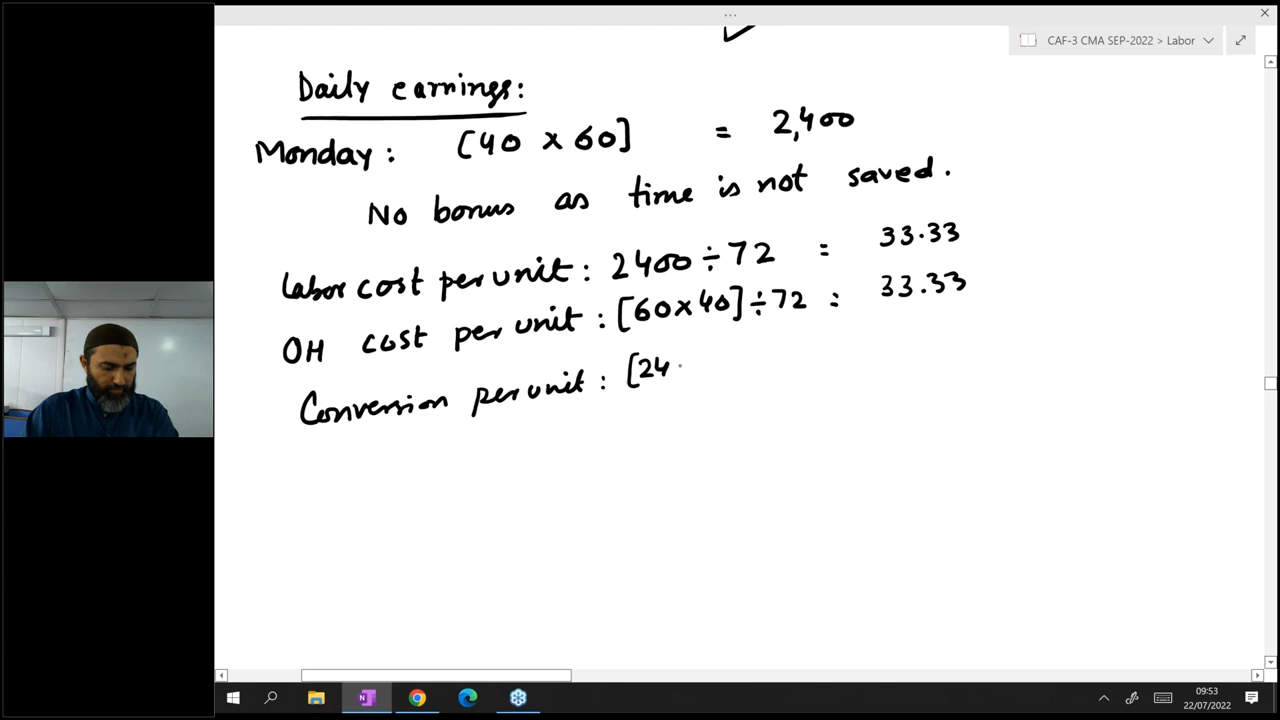 CAF-3 CMA SEP-2022 > Labor
Daily earnings:
Monday: [40 x 60] = 2,400
No bonus as time is not saved.
Labor cost per unit: 2400 ÷ 72 = 33.33
OH cost per unit: [60x40] ÷ 72 = 33.33
Conversion per unit: [24
09:53
22/07/2022